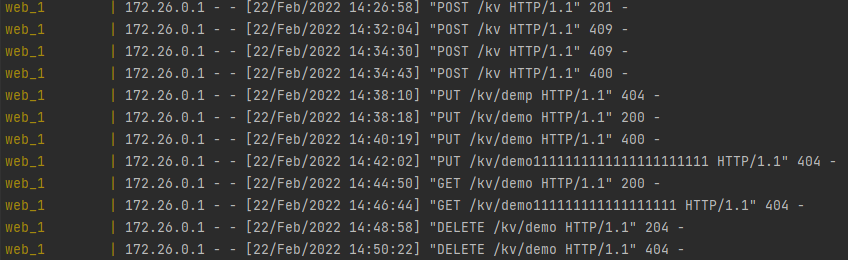 web_1 | 172.26.0.1 - - [22/Feb/2022 14:26:58] "POST /kv HTTP/1.1" 201 -
web_1 | 172.26.0.1 - - [22/Feb/2022 14:32:04] "POST /kv HTTP/1.1" 409 -
web_1 | 172.26.0.1 - - [22/Feb/2022 14:34:30] "POST /kv HTTP/1.1" 409 -
web_1 | 172.26.0.1 - - [22/Feb/2022 14:34:43] "POST /kv HTTP/1.1" 400 -
web_1 | 172.26.0.1 - - [22/Feb/2022 14:38:10] "PUT /kv/demp HTTP/1.1" 404 -
web_1 | 172.26.0.1 - - [22/Feb/2022 14:38:18] "PUT /kv/demo HTTP/1.1" 200 -
web_1 | 172.26.0.1 - - [22/Feb/2022 14:40:19] "PUT /kv/demo HTTP/1.1" 400 -
web_1 | 172.26.0.1 - - [22/Feb/2022 14:42:02] "PUT /kv/demo1111111111111111111111 HTTP/1.1" 404 -
web_1 | 172.26.0.1 - - [22/Feb/2022 14:44:50] "GET /kv/demo HTTP/1.1" 200 -
web_1 | 172.26.0.1 - - [22/Feb/2022 14:46:44] "GET /kv/demo111111111111111111 HTTP/1.1" 404 -
web_1 | 172.26.0.1 - - [22/Feb/2022 14:48:58] "DELETE /kv/demo HTTP/1.1" 204 -
web_1 | 172.26.0.1 - - [22/Feb/2022 14:50:22] "DELETE /kv/demo HTTP/1.1" 404 -